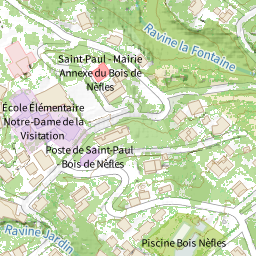 Ravine la Fontaine
Saint-Paul - Mairie
Annexe du Bois de
Nèfles
École Élémentaire
Notre-Dame de la
Visitation
Poste de Saint-Paul
- Bois de Nèfles
Ravine Jardin
Piscine Bois Nèfles